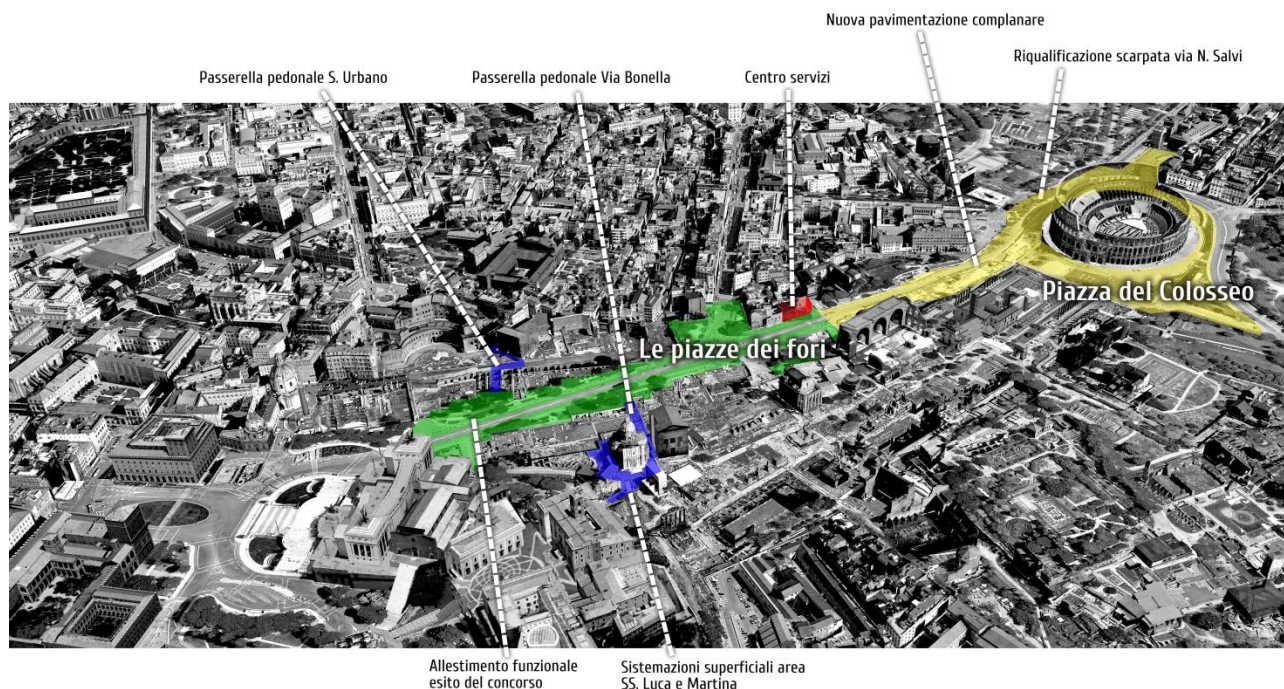 Nuova pavimentazione complanare
Riqualificazione scarpata via N. Salvi
Passerella pedonale S. Urbano
Passerella pedonale Via Bonella
Centro servizi
Piazza del Colosseo
Le piazze dei fori
Allestimento funzionale
esito del concorso
Sistemazioni superficiali area
SS. Luca e Martina